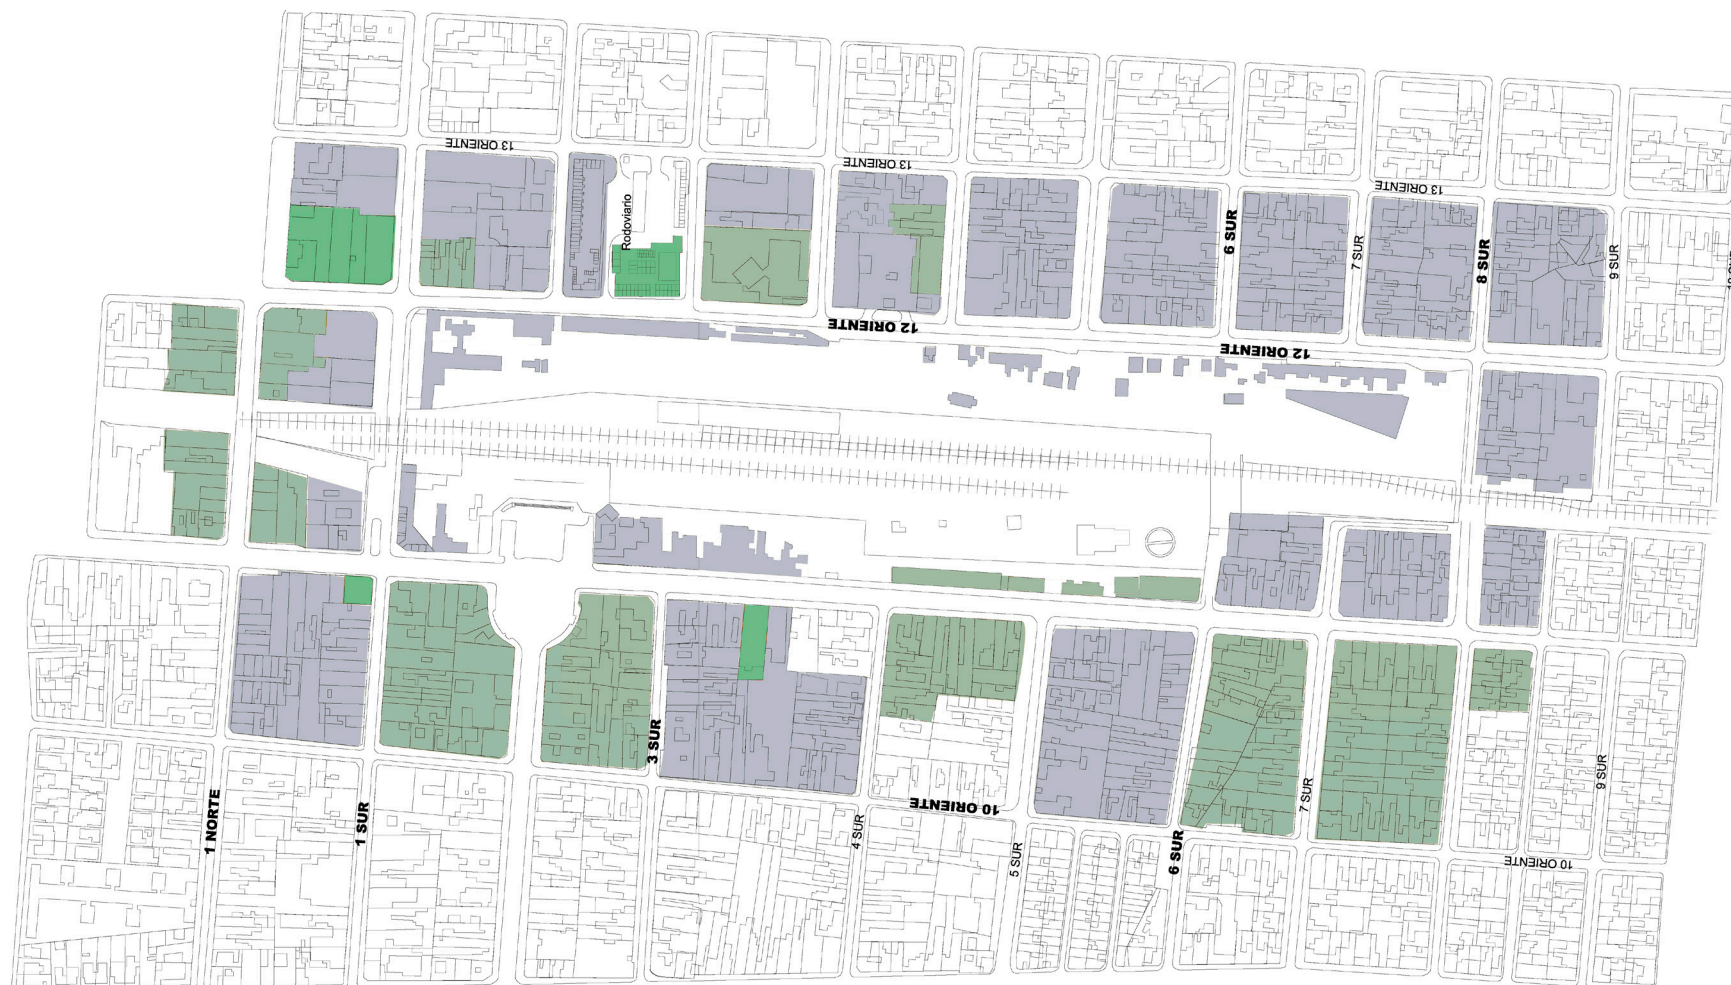 13 ORIENTE
13 ORIENTE
13 ORIENTE
Rodoviario
6 SUR
7 SUR
8 SUR
9 SUR
12 ORIENTE
12 ORIENTE
3 SUR
1 NORTE
1 SUR
4 SUR
10 ORIENTE
5 SUR
6 SUR
7 SUR
9 SUR
10 ORIENTE